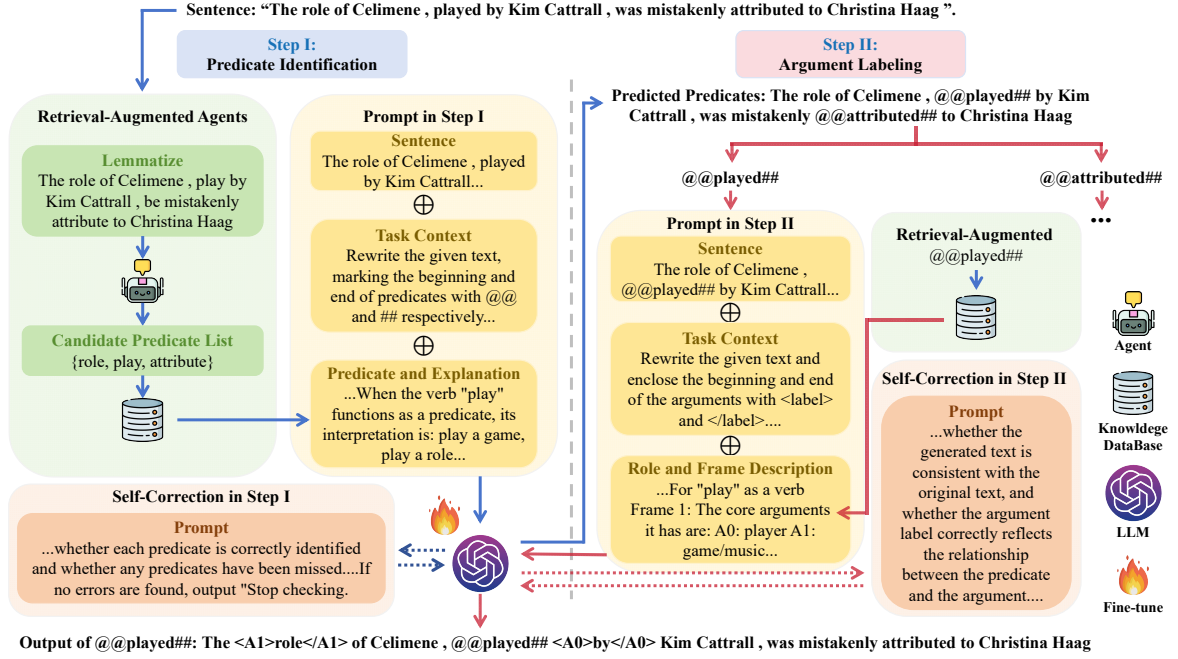 Sentence: “The role of Celimene , played by Kim Cattrall , was mistakenly attributed to Christina Haag ”.
Step I:
Predicate Identification
Retrieval-Augmented Agents
Lemmatize
The role of Celimene , play by
Kim Cattrall , be mistakenly
attribute to Christina Haag
Candidate Predicate List
{role, play, attribute}
Prompt in Step I
Sentence
The role of Celimene , played
by Kim Cattrall...
Task Context
Rewrite the given text,
marking the beginning and
end of predicates with @@
and ## respectively...
Predicate and Explanation
...When the verb "play"
functions as a predicate, its
interpretation is: play a game,
play a role...
Self-Correction in Step I
Prompt
...whether each predicate is correctly identified
and whether any predicates have been missed....If
no errors are found, output "Stop checking.
Step II:
Argument Labeling
Predicted Predicates: The role of Celimene , @@played## by Kim
Cattrall , was mistakenly @@attributed## to Christina Haag
@@played##
@@attributed##
...
Prompt in Step II
Sentence
The role of Celimene ,
@@played## by Kim Cattrall...
Task Context
Rewrite the given text and
enclose the beginning and end
of the arguments with <label>
and </label>....
Role and Frame Description
...For "play" as a verb
Frame 1: The core arguments
it has are: A0: player A1:
game/music...
Retrieval-Augmented
@@played##
Self-Correction in Step II
Prompt
...whether the
generated text is
consistent with the
original text, and
whether the argument
label correctly reflects
the relationship
between the predicate
and the argument....
Agent
Knowldege
DataBase
LLM
Fine-tune
Output of @@played##: The <A1>role</A1> of Celimene , @@played## <A0>by</A0> Kim Cattrall , was mistakenly attributed to Christina Haag